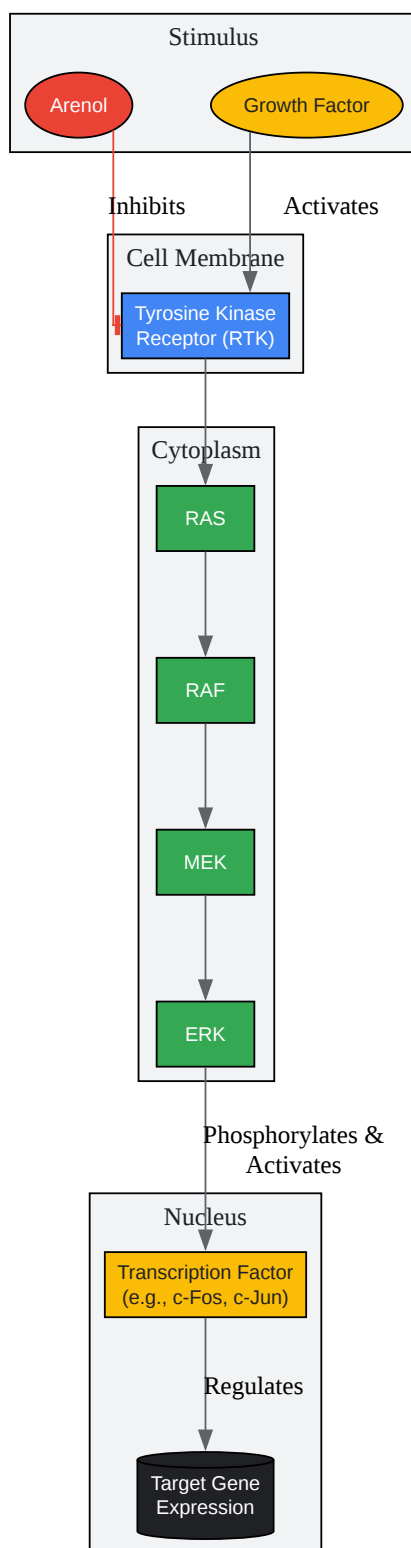 Stimulus
Arenol
Growth Factor
Inhibits
Activates
Cell Membrane
Tyrosine Kinase
Receptor (RTK)
Cytoplasm
RAS
RAF
MEK
ERK
Phosphorylates &
Activates
Nucleus
Transcription Factor
(e.g., c-Fos, c-Jun)
Regulates
Target Gene
Expression